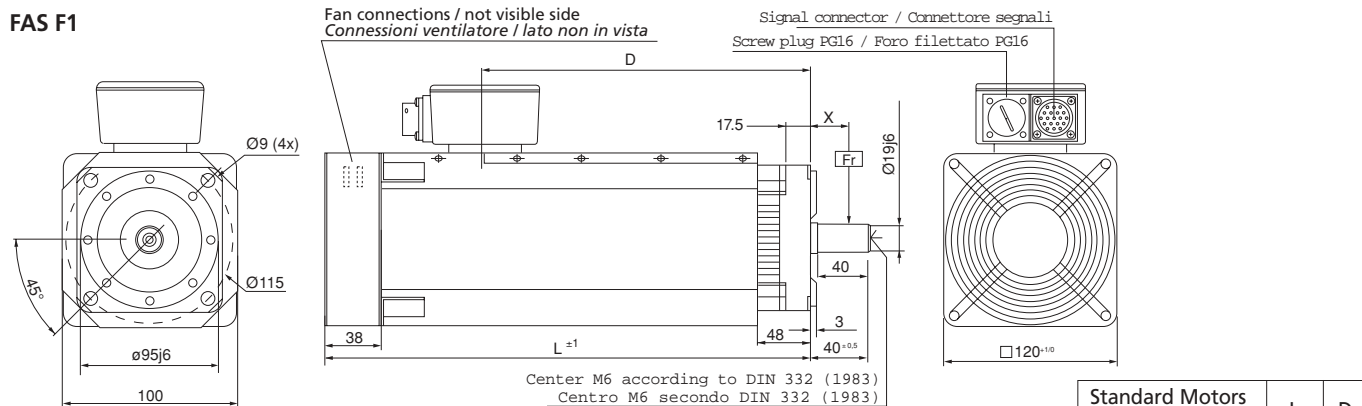 FAS F1
Fan connections / not visible side
Connessioni ventilatore / lato non in vista
Signal connector / Connettore segnali
Screw plug PG16 / Foro filettato PG16
D
17.5
X
Fr
Ø19j6
Ø9 (4x)
45°
Ø115
ø95j6
100
38
L ±1
48
3
40
40 ±0,5
□120 +1/0
Center M6 according to DIN 332 (1983)
Centro M6 secondo DIN 332 (1983)
Standard Motors
L
D